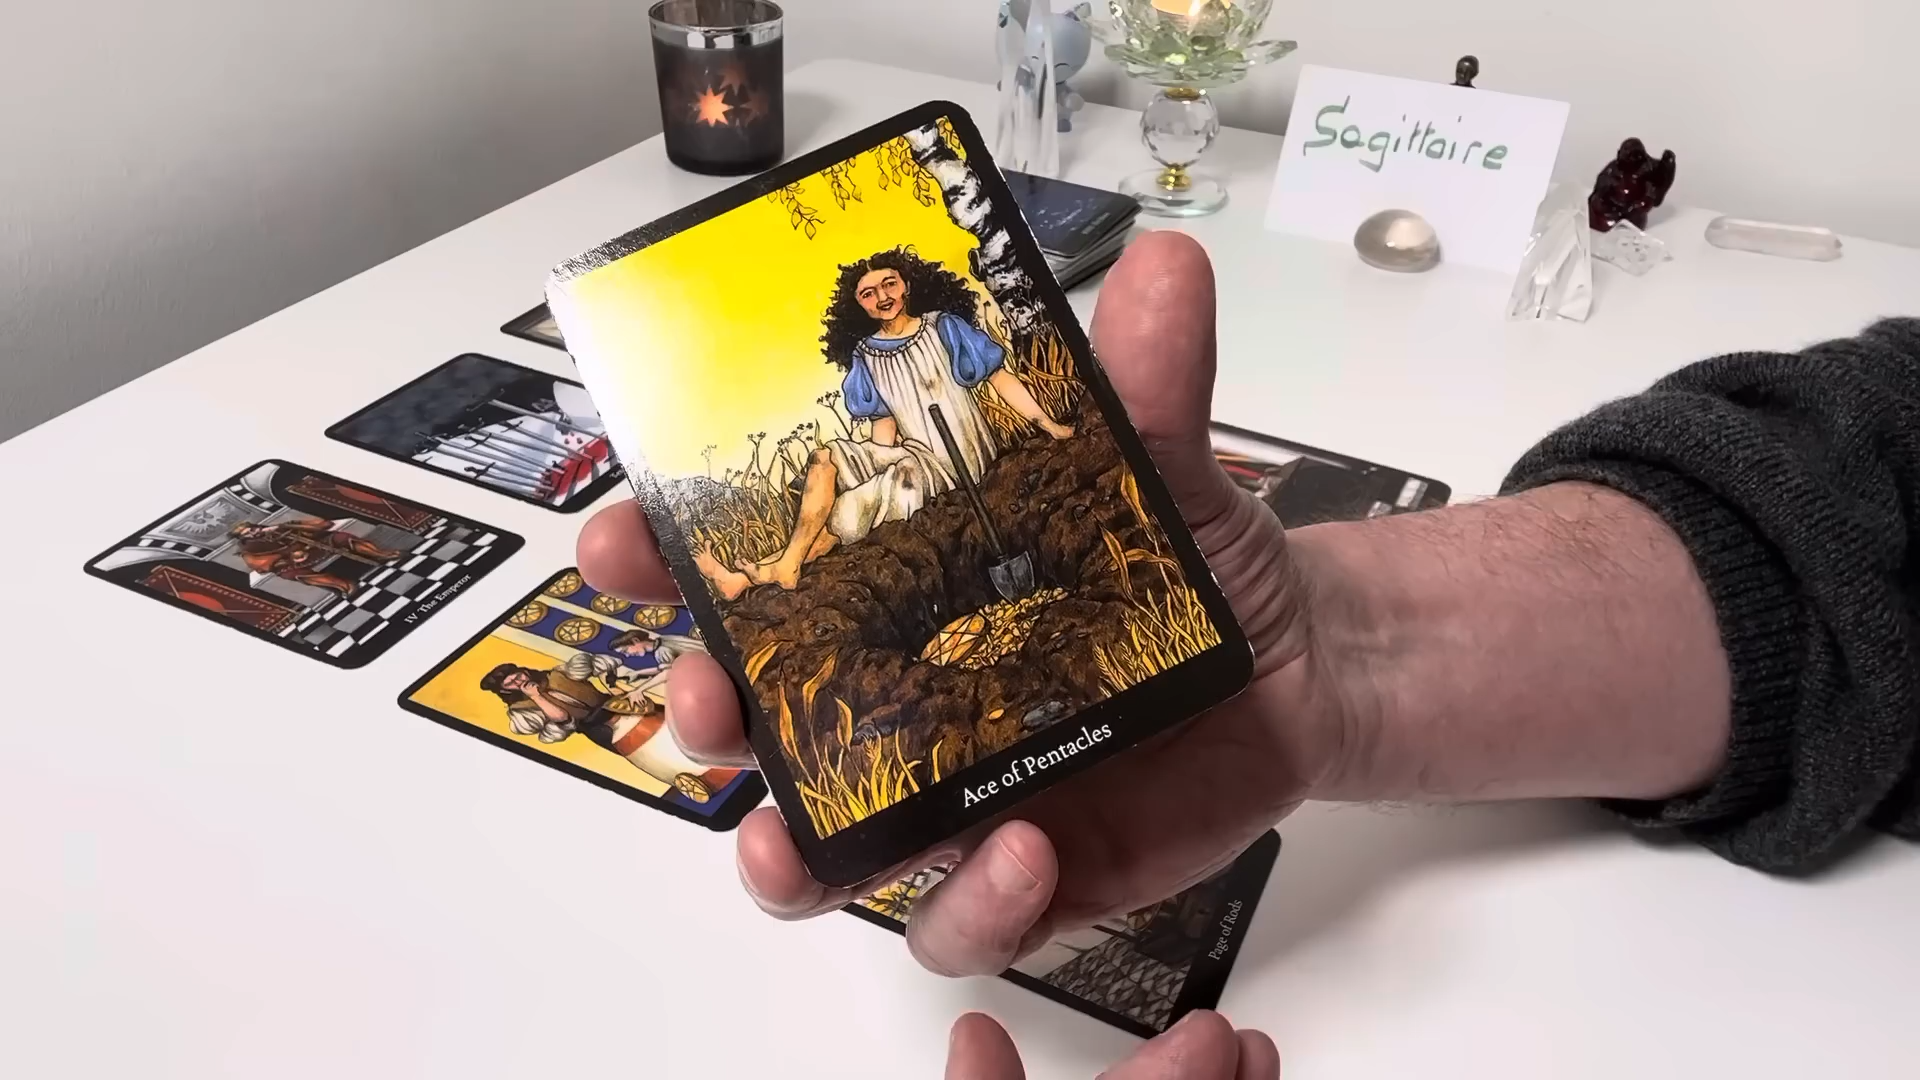 Sagittaire
IV The Emperor
Ace of Pentacles
Page of Rods